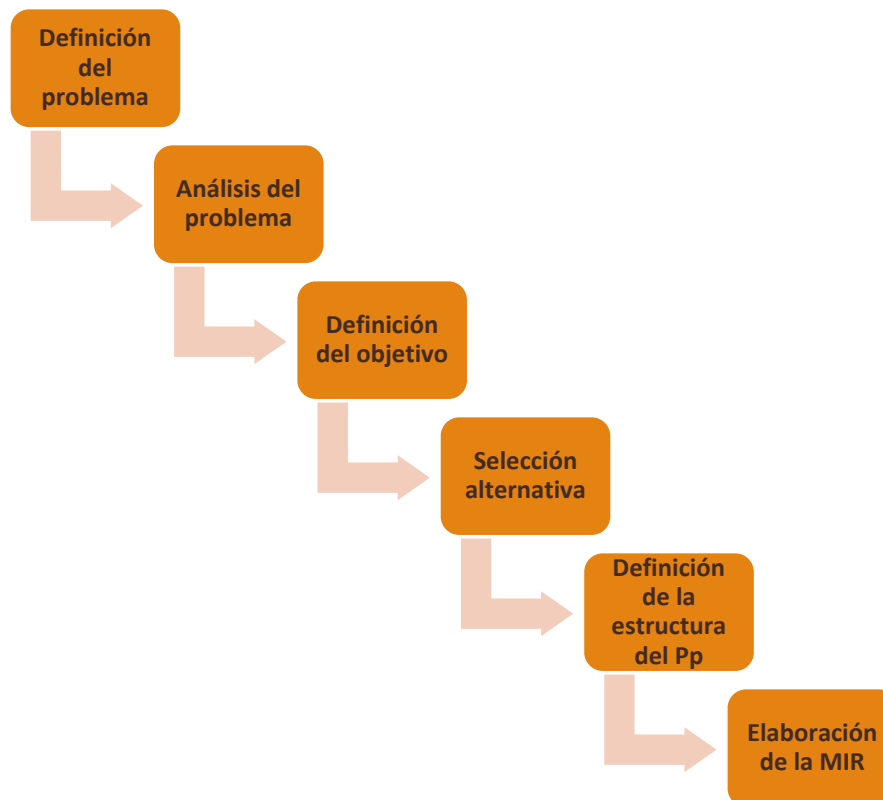 Definición
del
problema
Análisis del
problema
Definición
del objetivo
Selección
alternativa
Definición
de la
estructura
del Pp
Elaboración
de la MIR